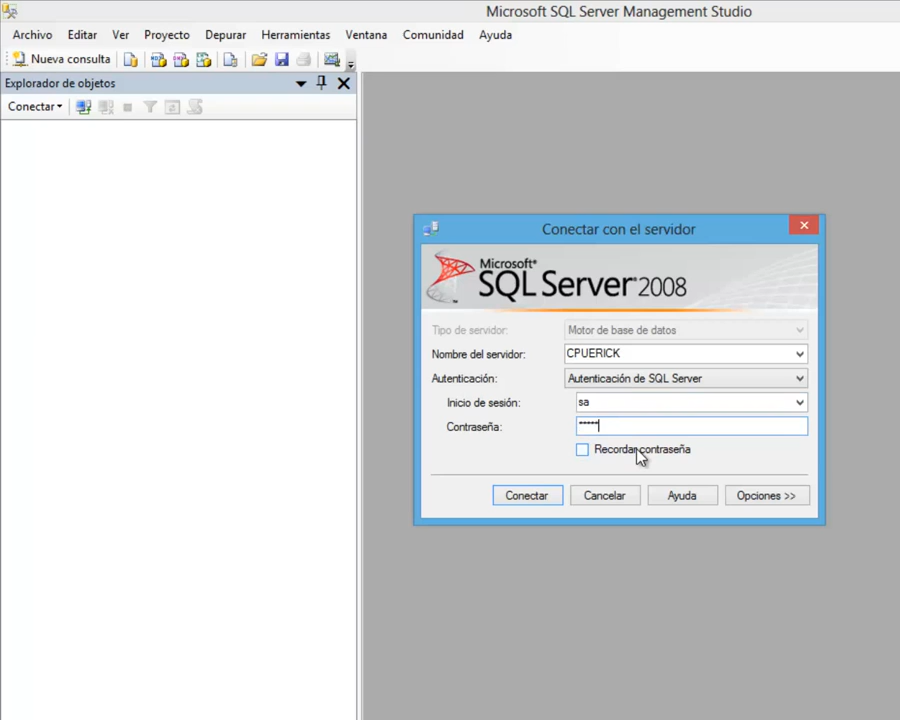 Microsoft SQL Server Management Studio
Archivo Editar Ver Proyecto Depurar Herramientas Ventana Comunidad Ayuda
Nueva consulta
Explorador de objetos
Conectar
Conectar con el servidor
Microsoft®
SQL Server® 2008
Tipo de servidor: Motor de base de datos
Nombre del servidor: CPUERICK
Autenticación: Autenticación de SQL Server
Inicio de sesión: sa
Contraseña: *****
Recordar contraseña
Conectar Cancelar Ayuda Opciones >>